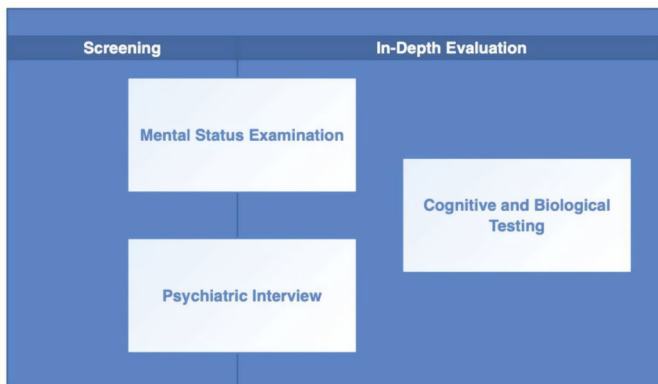 Screening
In-Depth Evaluation
Mental Status Examination
Cognitive and Biological
Testing
Psychiatric Interview